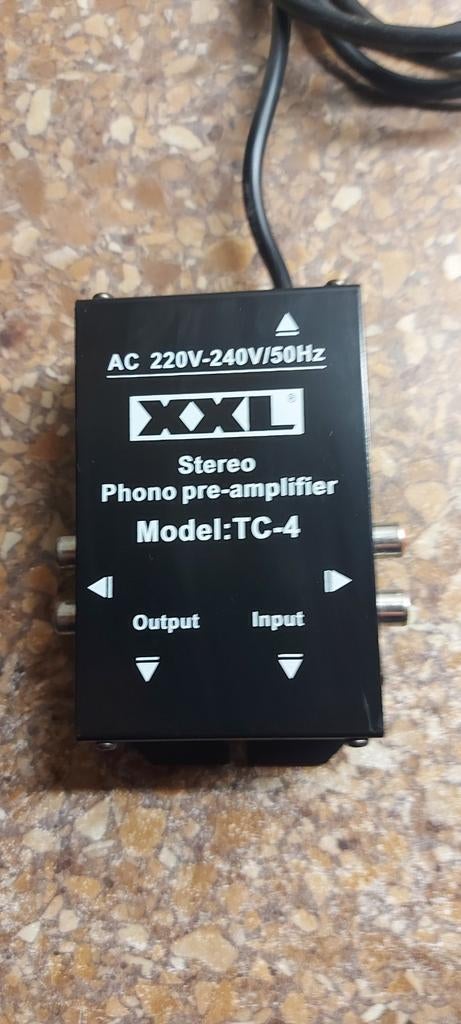 AC 220V-240V/50Hz
XXL®
Stereo
Phono pre-amplifier
Model:TC-4
Output Input